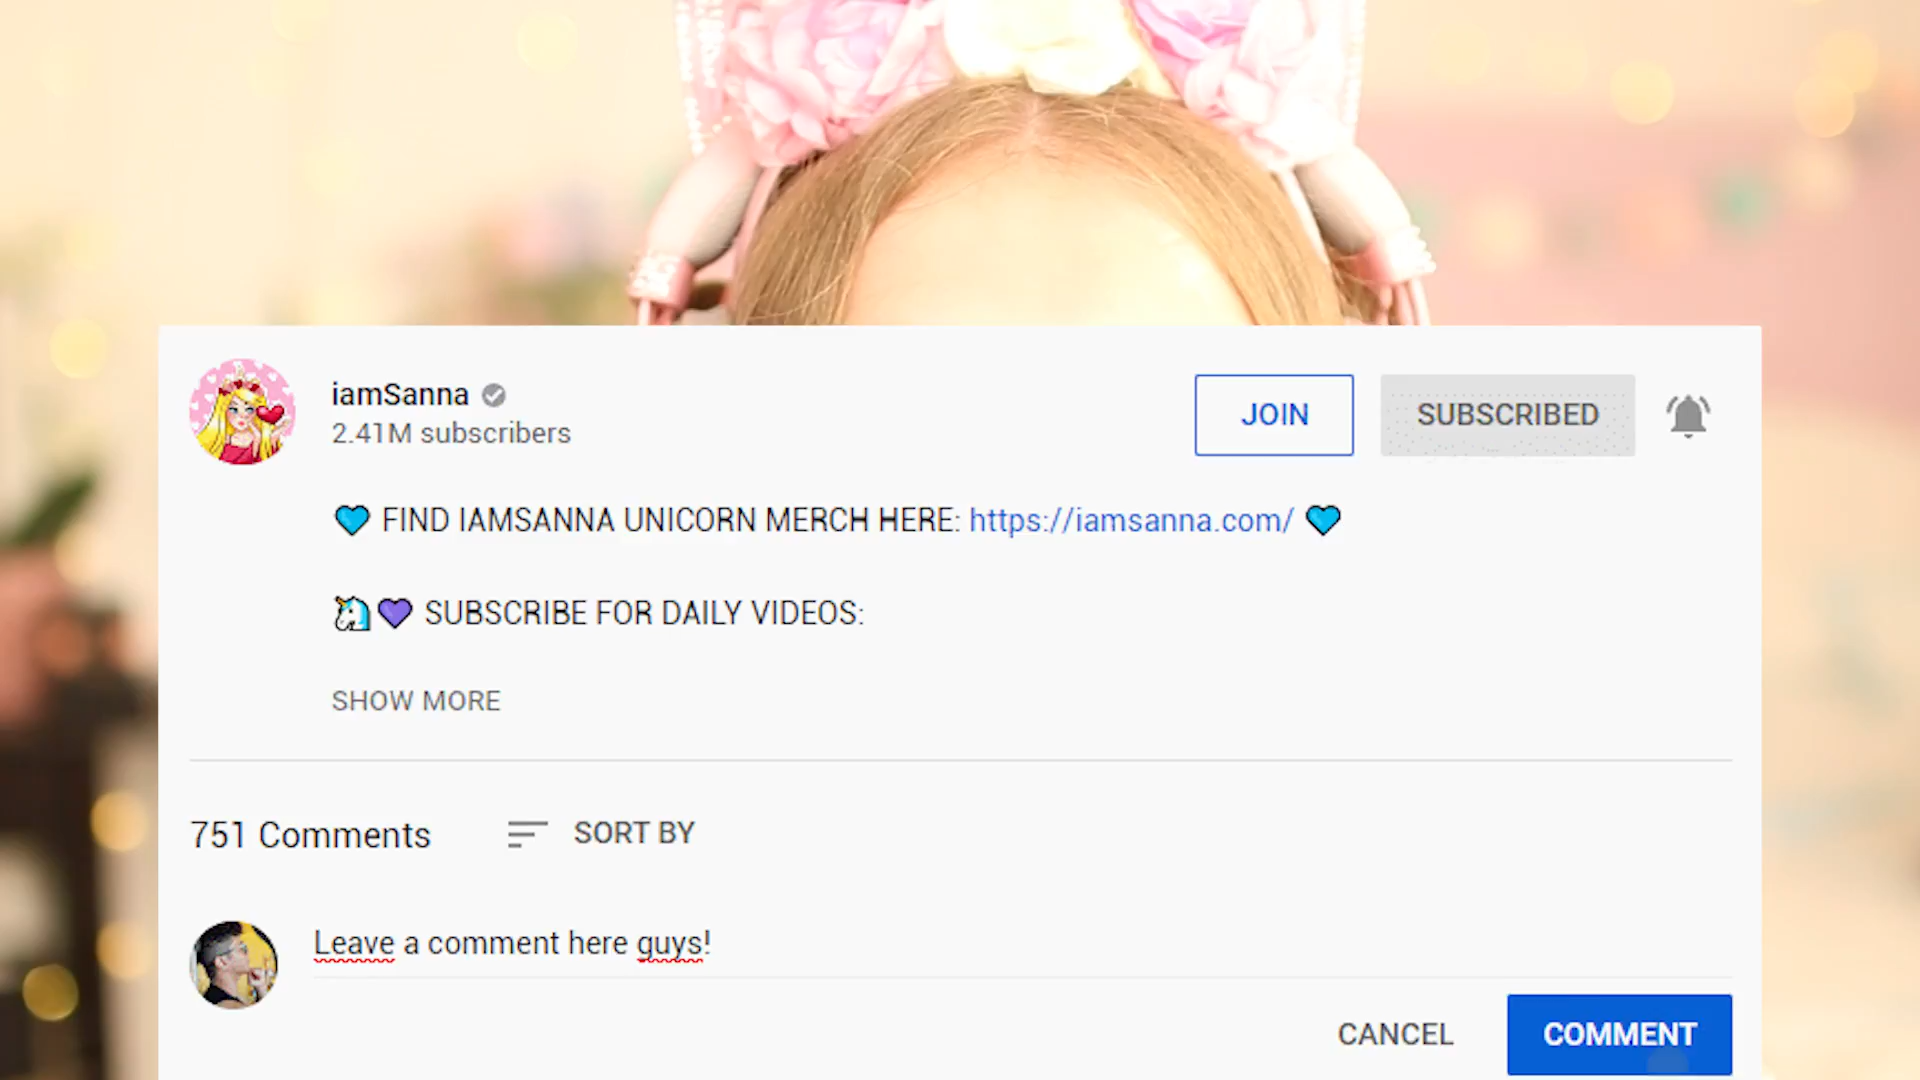 iamSanna
JOIN
SUBSCRIBED
2.41M subscribers
FIND IAMSANNA UNICORN MERCH HERE: https://iamsanna.com/
SUBSCRIBE FOR DAILY VIDEOS:
SHOW MORE
751 Comments
SORT BY
Leave a comment here guys!
CANCEL
COMMENT